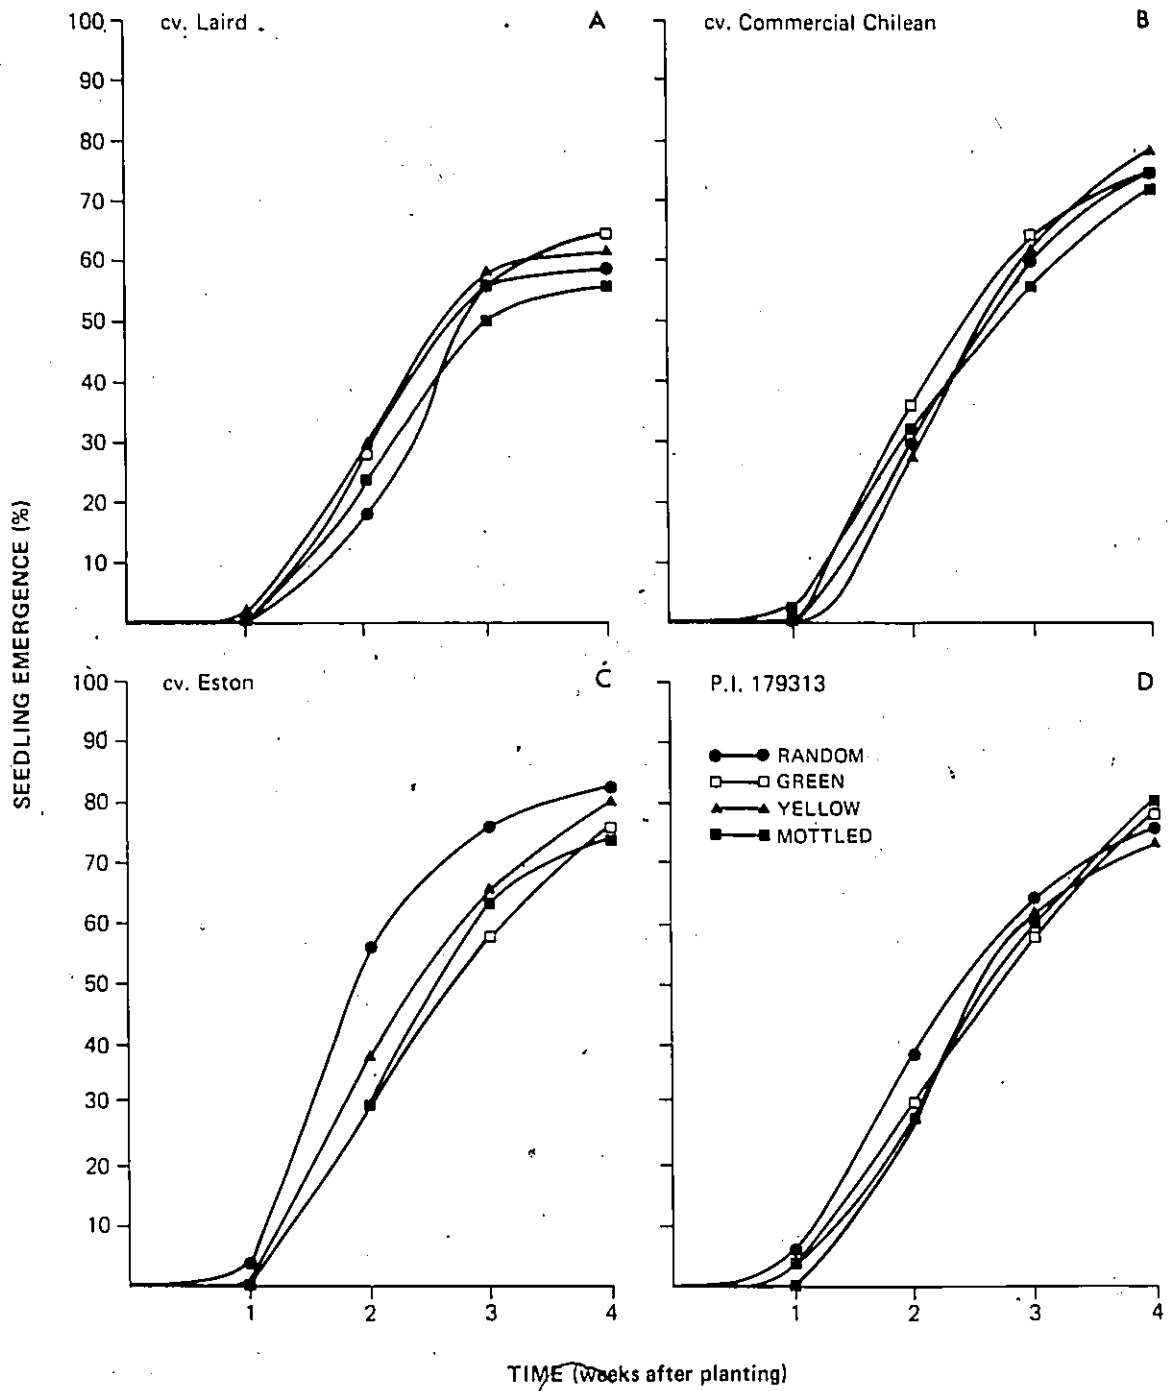 cv. Laird
A
100
90
80
70
60
50
40
30
20
10
cv. Commercial Chilean
B
SEEDLING EMERGENCE (%)
cv. Eston
C
100
90
80
70
60
50
40
30
20
10
1
2
3
4
P.I. 179313
D
RANDOM
GREEN
YELLOW
MOTTLED
1
2
3
4
TIME (weeks after planting)